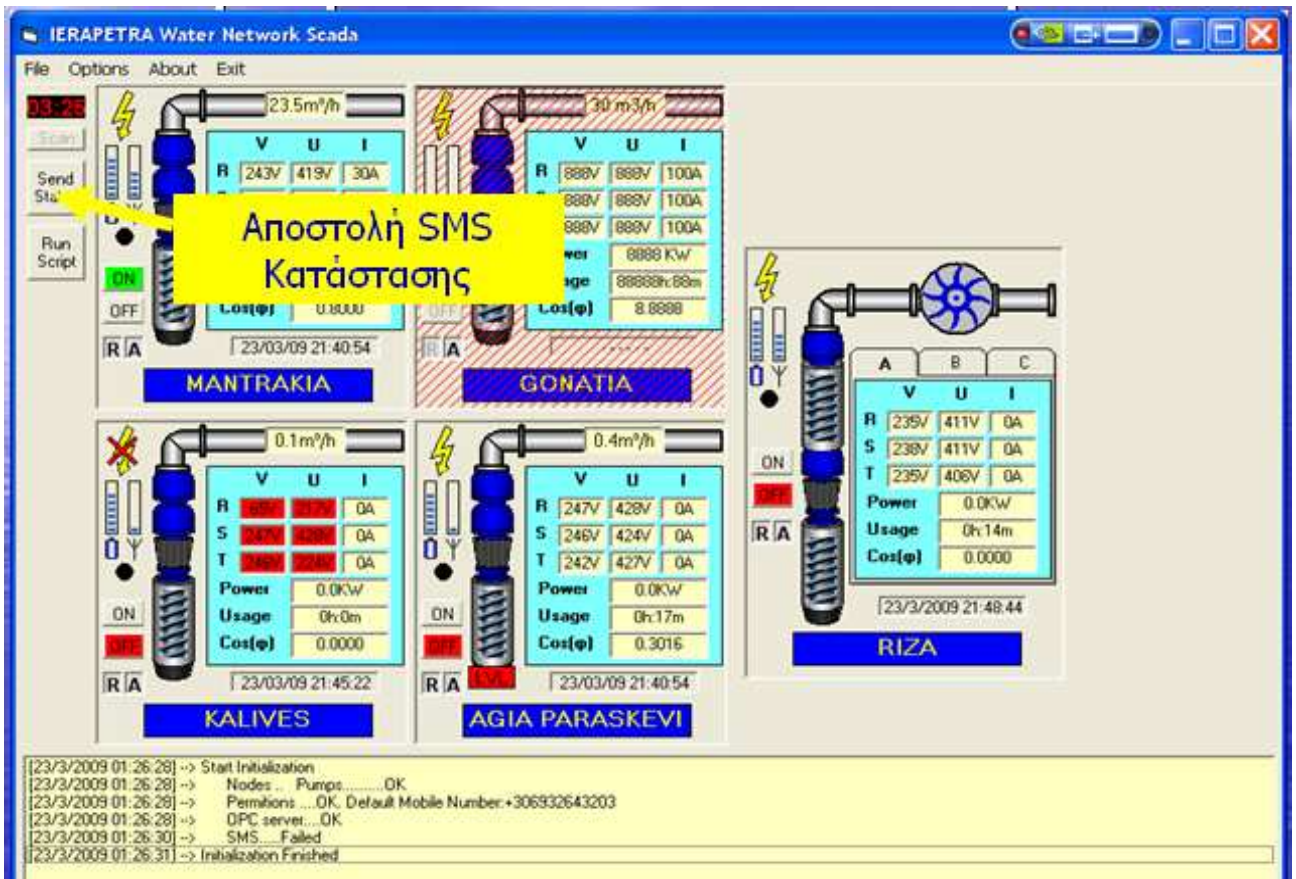 IERAPETRA Water Network Scada
File Options About Exit
03:26
Scan
Send
Run
Script
23.5m³/h
V U I
R 243V 419V 30A
ON
OFF
Cos(φ) 0.8000
R A
23/03/09 21:40:54
MANTRAKIA
30 m3/h
V U I
R 888V 888V 100A
888V 888V 100A
888V 888V 100A
8888 KW
88888h:88m
Cos(φ) 8.8888
OFF
R A
-----
GONATIA
Αποστολή SMS
Κατάστασης
0.1m³/h
V U I
R 65V 217V 0A
S 247V 428V 0A
T 246V 224V 0A
Power 0.0KW
Usage 0h:0m
Cos(φ) 0.0000
ON
OFF
R A
23/03/09 21:45:22
KALIVES
0.4m³/h
V U I
R 247V 428V 0A
S 246V 424V 0A
T 242V 427V 0A
Power 0.0KW
Usage 0h:17m
Cos(φ) 0.3016
ON
OFF
R A
LVL
23/03/09 21:40:54
AGIA PARASKEVI
A B C
V U I
R 235V 411V 0A
S 238V 411V 0A
T 235V 406V 0A
Power 0.0KW
Usage 0h:14m
Cos(φ) 0.0000
ON
OFF
R A
23/3/2009 21:48:44
RIZA
[23/3/2009 01:26:28] --> Start Initialization
[23/3/2009 01:26:28] --> Nodes .. Pumps.........OK
[23/3/2009 01:26:28] --> Permitions ....OK. Default Mobile Number:+306932643203
[23/3/2009 01:26:28] --> OPC server....OK
[23/3/2009 01:26:30] --> SMS.....Failed
[23/3/2009 01:26:31] --> Initialization Finished